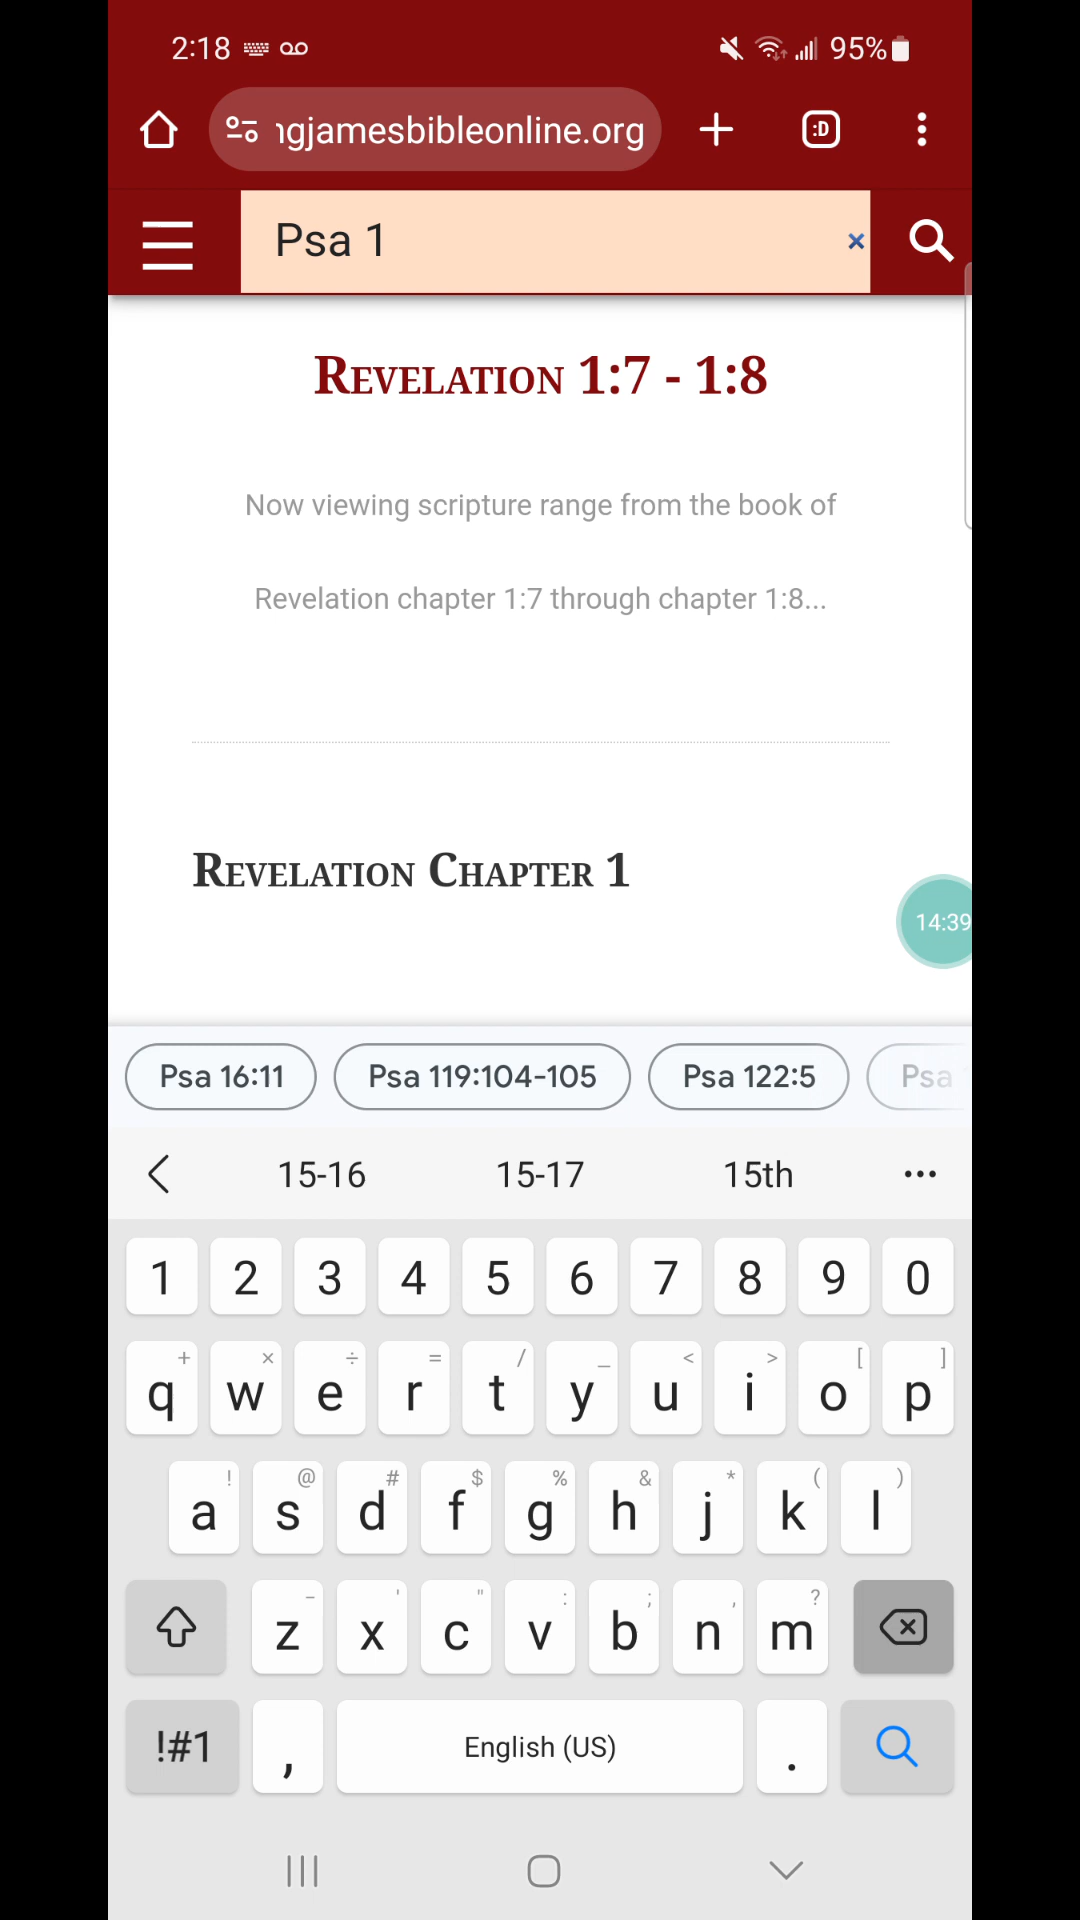 2:18 95%
ngjamesbibleonline.org :D
Psa 1 ×
Revelation 1:7 - 1:8
Now viewing scripture range from the book of
Revelation chapter 1:7 through chapter 1:8...
Revelation Chapter 1
14:39
Psa 16:11 Psa 119:104-105 Psa 122:5 Psa
15-16 15-17 15th ...
1 2 3 4 5 6 7 8 9 0
+ × ÷ = / _ < > [ ]
q w e r t y u i o p
! @ # $ % & * ( )
a s d f g h j k l
- ' " : ; , ?
z x c v b n m
!#1 , English (US) .